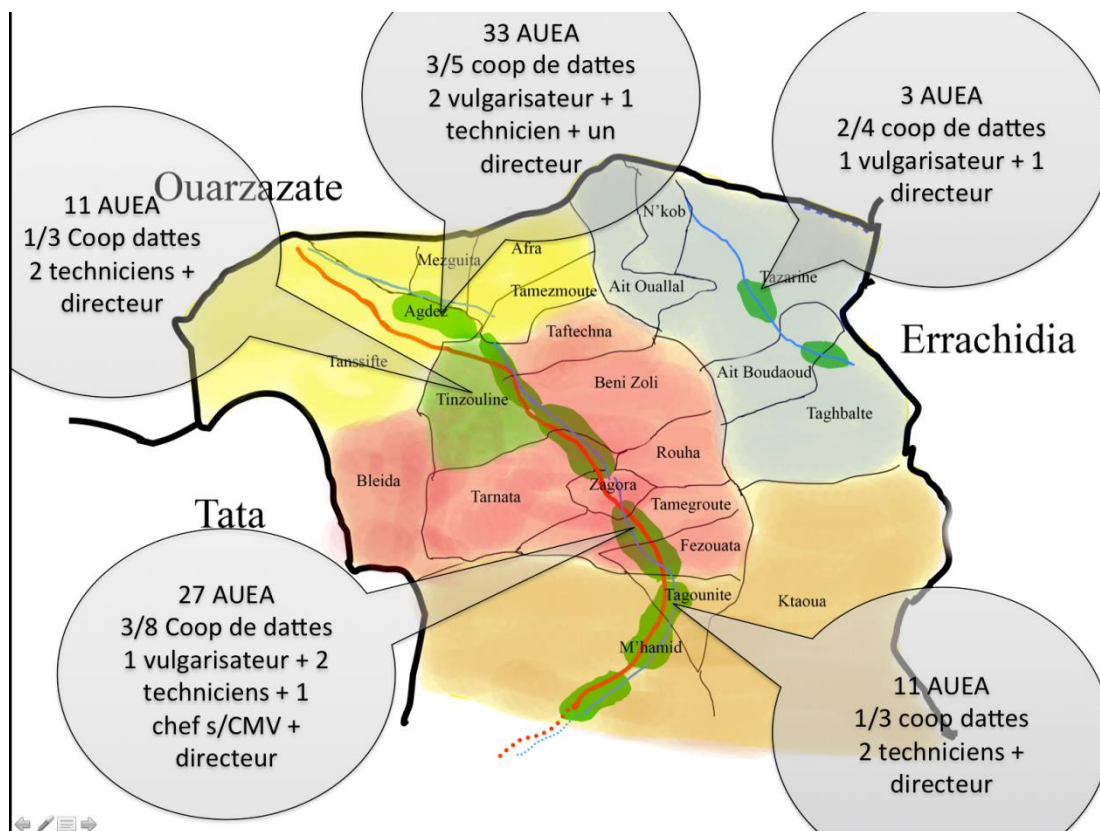 33 AUEA
3/5 coop de dattes
2 vulgarisateur + 1
technicien + un
directeur
3 AUEA
2/4 coop de dattes
1 vulgarisateur + 1
directeur
Ouarzazate
11 AUEA
1/3 Coop dattes
2 techniciens +
directeur
N'kob
Mezguita
Afra
Tazarine
Ait Ouallal
Tamezmoute
Agdez
Taftechna
Errachidia
Tanssifte
Beni Zoli
Ait Boudaoud
Tinzouline
Taghbalte
Rouha
Bleida
Zagora
Tarnata
Tamegroute
Tata
Fezouata
Tagounite
Ktaoua
M'hamid
27 AUEA
3/8 Coop de dattes
1 vulgarisateur + 2
techniciens + 1
chef s/CMV +
directeur
11 AUEA
1/3 coop dattes
2 techniciens +
directeur